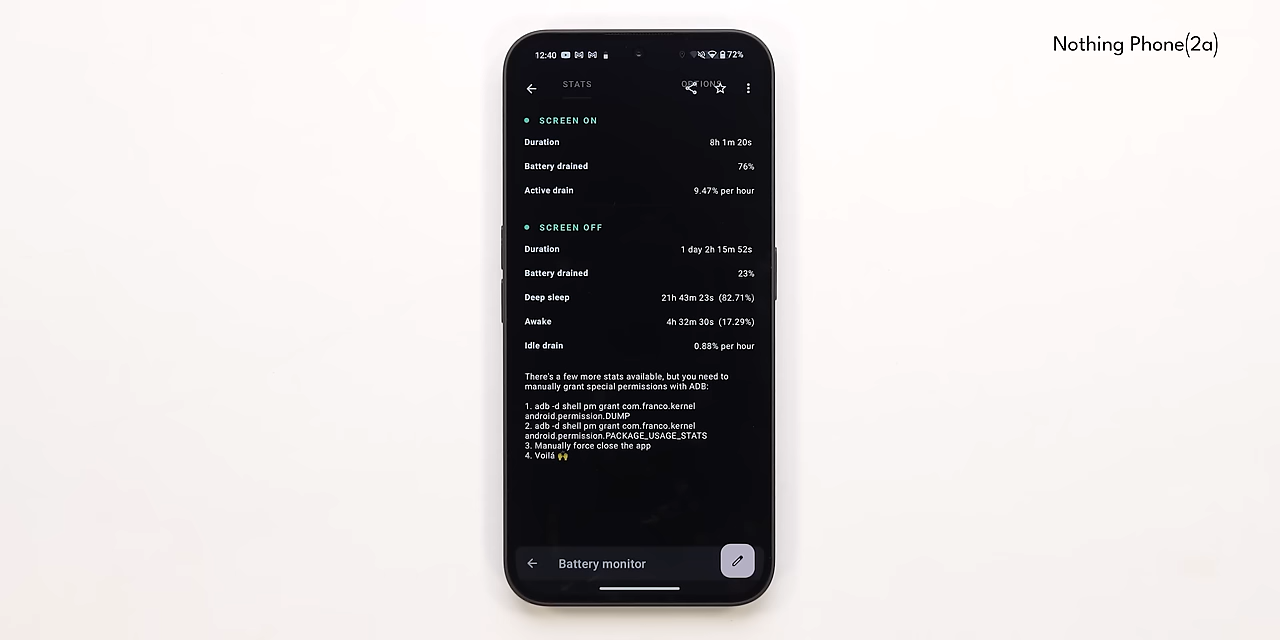 Nothing Phone(2a)
12:40 72%
STATS OPTIONS
SCREEN ON
Duration 8h 1m 20s
Battery drained 76%
Active drain 9.47% per hour
SCREEN OFF
Duration 1 day 2h 15m 52s
Battery drained 23%
Deep sleep 21h 43m 23s (82.71%)
Awake 4h 32m 30s (17.29%)
Idle drain 0.88% per hour
There's a few more stats available, but you need to
manually grant special permissions with ADB:
1. adb -d shell pm grant com.franco.kernel
android.permission.DUMP
2. adb -d shell pm grant com.franco.kernel
android.permission.PACKAGE_USAGE_STATS
3. Manually force close the app
4. Voilá 🙌
Battery monitor